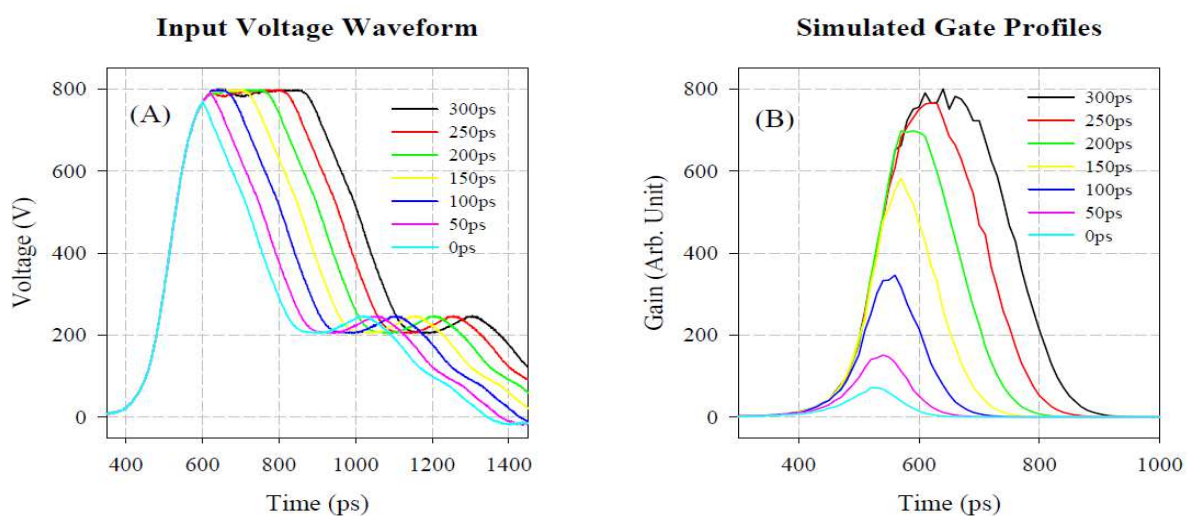 Input Voltage Waveform
(A)
Voltage (V)
800
600
400
200
0
400 600 800 1000 1200 1400
Time (ps)
300ps
250ps
200ps
150ps
100ps
50ps
0ps
Simulated Gate Profiles
(B)
Gain (Arb. Unit)
800
600
400
200
0
400 600 800 1000
Time (ps)
300ps
250ps
200ps
150ps
100ps
50ps
0ps